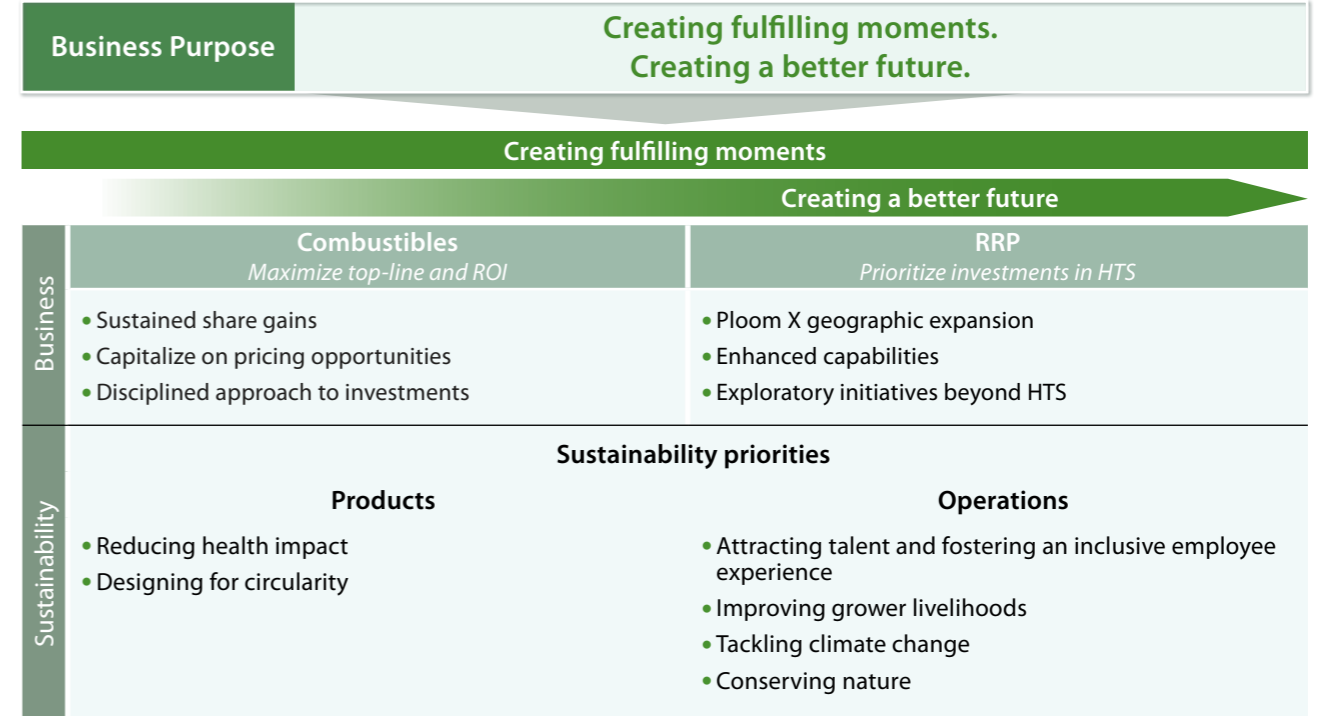 Business Purpose
Creating fulfilling moments.
Creating a better future.
Creating fulfilling moments
Creating a better future
Business
Combustibles
Maximize top-line and ROI
• Sustained share gains
• Capitalize on pricing opportunities
• Disciplined approach to investments
RRP
Prioritize investments in HTS
• Ploom X geographic expansion
• Enhanced capabilities
• Exploratory initiatives beyond HTS
Sustainability
Sustainability priorities
Products
• Reducing health impact
• Designing for circularity
Operations
• Attracting talent and fostering an inclusive employee
experience
• Improving grower livelihoods
• Tackling climate change
• Conserving nature